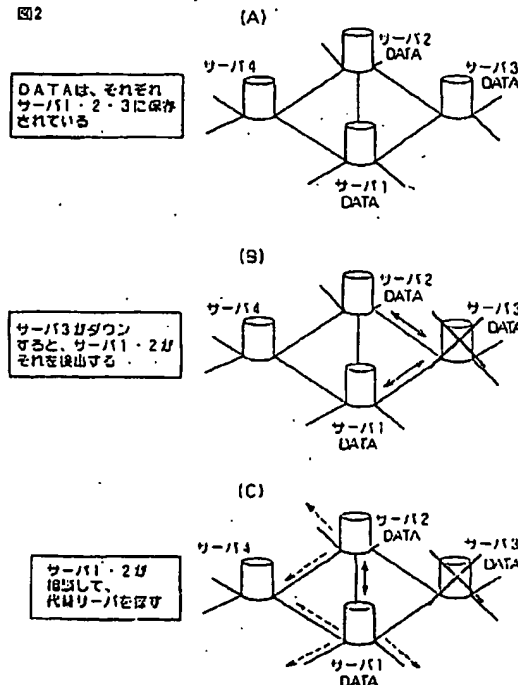 図2
(A)
サーバ2
DATA
サーバ4
サーバ3
DATA
DATAは、それぞれ
サーバ1・2・3に保存
されている
サーバ1
DATA
(B)
サーバ2
DATA
サーバ4
サーバ3
DATA
サーバ3がダウン
すると、サーバ1・2が
それを検出する
サーバ1
DATA
(C)
サーバ2
DATA
サーバ4
サーバ3
DATA
サーバ1・2が
相談して、
代替サーバを探す
サーバ1
DATA